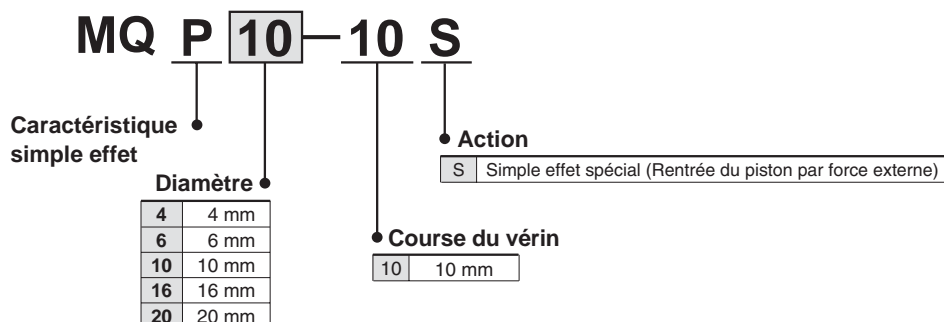 MQ P 10 — 10 S
Caractéristique
simple effet
Action
S Simple effet spécial (Rentrée du piston par force externe)
Diamètre
4 4 mm
6 6 mm
10 10 mm
16 16 mm
20 20 mm
Course du vérin
10 10 mm